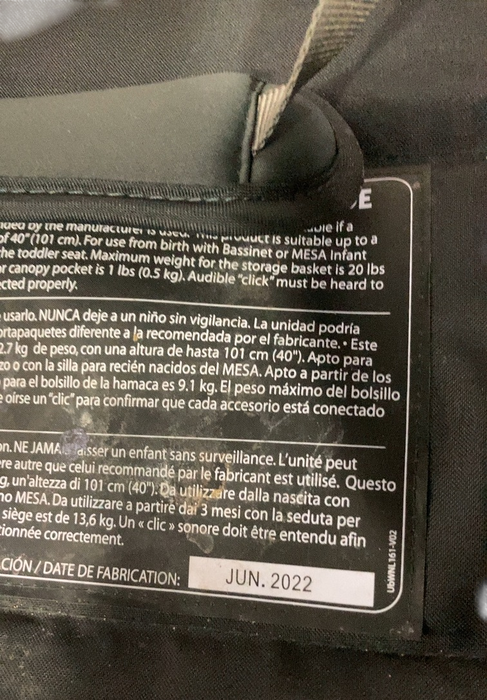 E
if a
by the manufacturer is used. This product is suitable up to a
of 40" (101 cm). For use from birth with Bassinet or MESA Infant
he toddler seat. Maximum weight for the storage basket is 20 lbs
r canopy pocket is 1 lbs (0.5 kg). Audible "click" must be heard to
cted properly.
usarlo. NUNCA deje a un niño sin vigilancia. La unidad podría
rtapaquetes diferente a la recomendada por el fabricante. • Este
2.7 kg de peso, con una altura de hasta 101 cm (40"). Apto para
zo o con la silla para recién nacidos del MESA. Apto a partir de los
para el bolsillo de la hamaca es 9.1 kg. El peso máximo del bolsillo
e oírse un "clic" para confirmar que cada accesorio está conectado
on. NE JAMAIS laisser un enfant sans surveillance. L'unité peut
re autre que celui recommandé par le fabricant est utilisé. Questo
g, un'altezza di 101 cm (40"). Da utilizzare dalla nascita con
no MESA. Da utilizzare a partire dai 3 mesi con la seduta per
siège est de 13,6 kg. Un « clic » sonore doit être entendu afin
tionnée correctement.
CIÓN / DATE DE FABRICATION: JUN. 2022
UbWNL161-V02